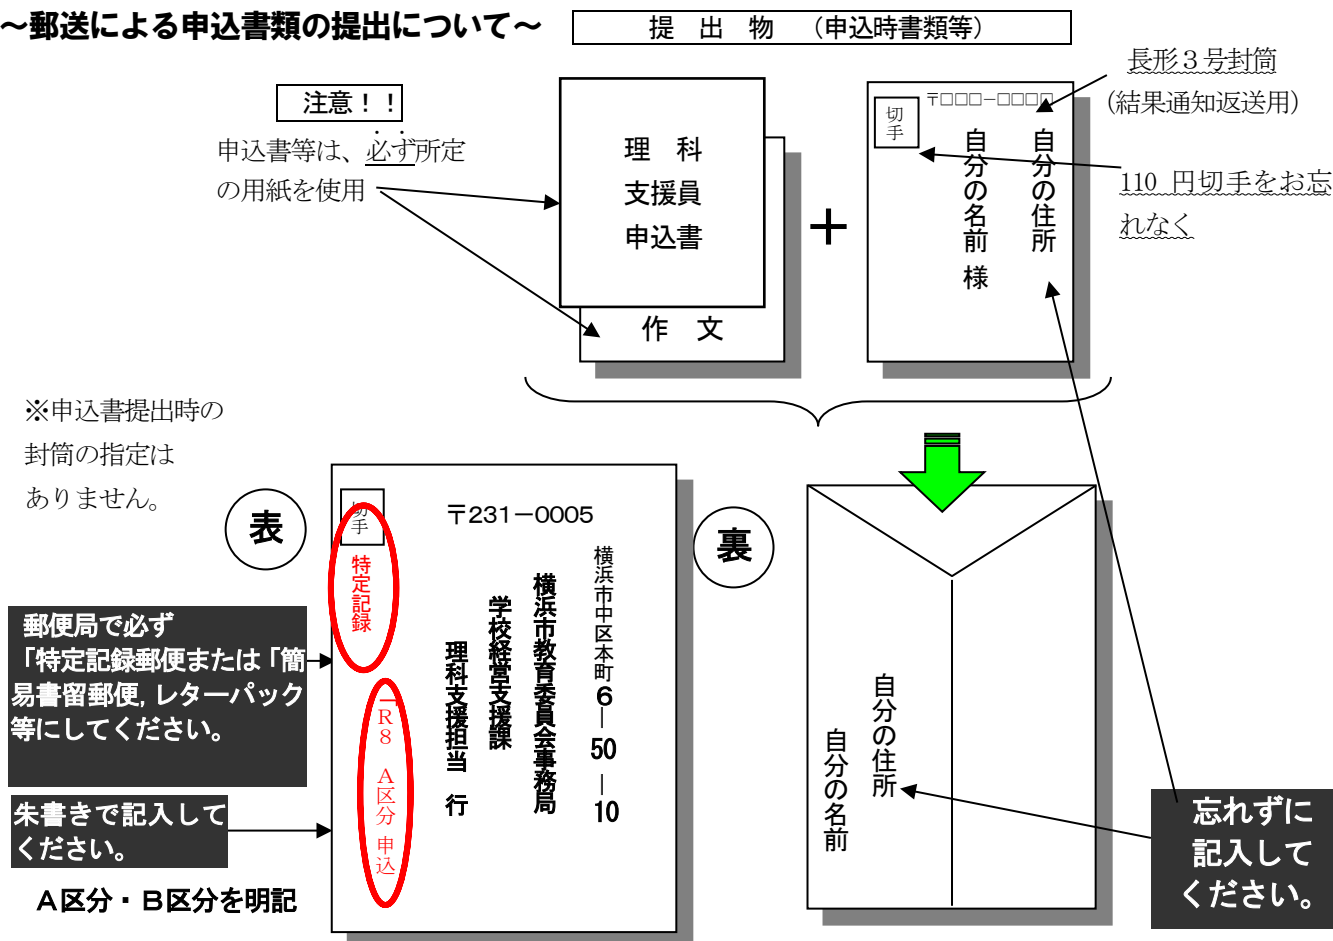 ～郵送による申込書類の提出について～
提　出　物　（申込時書類等）
注意！！
申込書等は、必ず所定
の用紙を使用
理　科
支援員
申込書
作　文
＋
切手
〒□□□－□□□□
自分の住所
自分の名前　様
長形３号封筒
(結果通知返送用)
110 円切手をお忘
れなく
※申込書提出時の
封筒の指定は
ありません。
表
切手
特定記録
〒231－0005
横浜市中区本町６－50－10
横浜市教育委員会事務局
学校経営支援課
理科支援担当　行
「R8　A区分 申込
郵便局で必ず
「特定記録郵便または「簡
易書留郵便, レターパック
等にしてください。
朱書きで記入して
ください。
Ａ区分・Ｂ区分を明記
裏
自分の住所
自分の名前
忘れずに
記入して
ください。